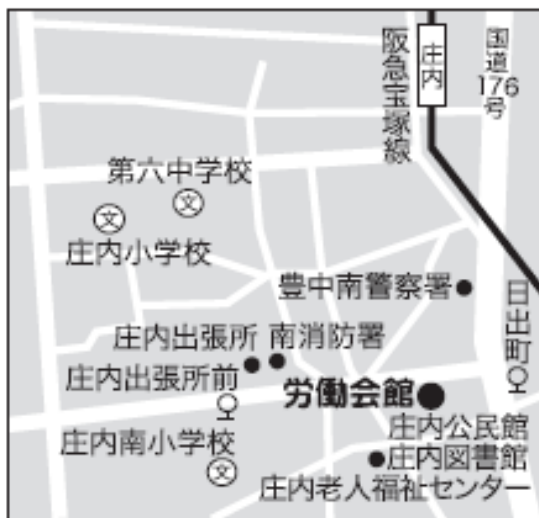 阪急宝塚線
庄内
国道176号
第六中学校
文
文
庄内小学校
豊中南警察署
日出町
庄内出張所
南消防署
庄内出張所前
労働会館
庄内公民館
庄内南小学校
庄内図書館
文
庄内老人福祉センター